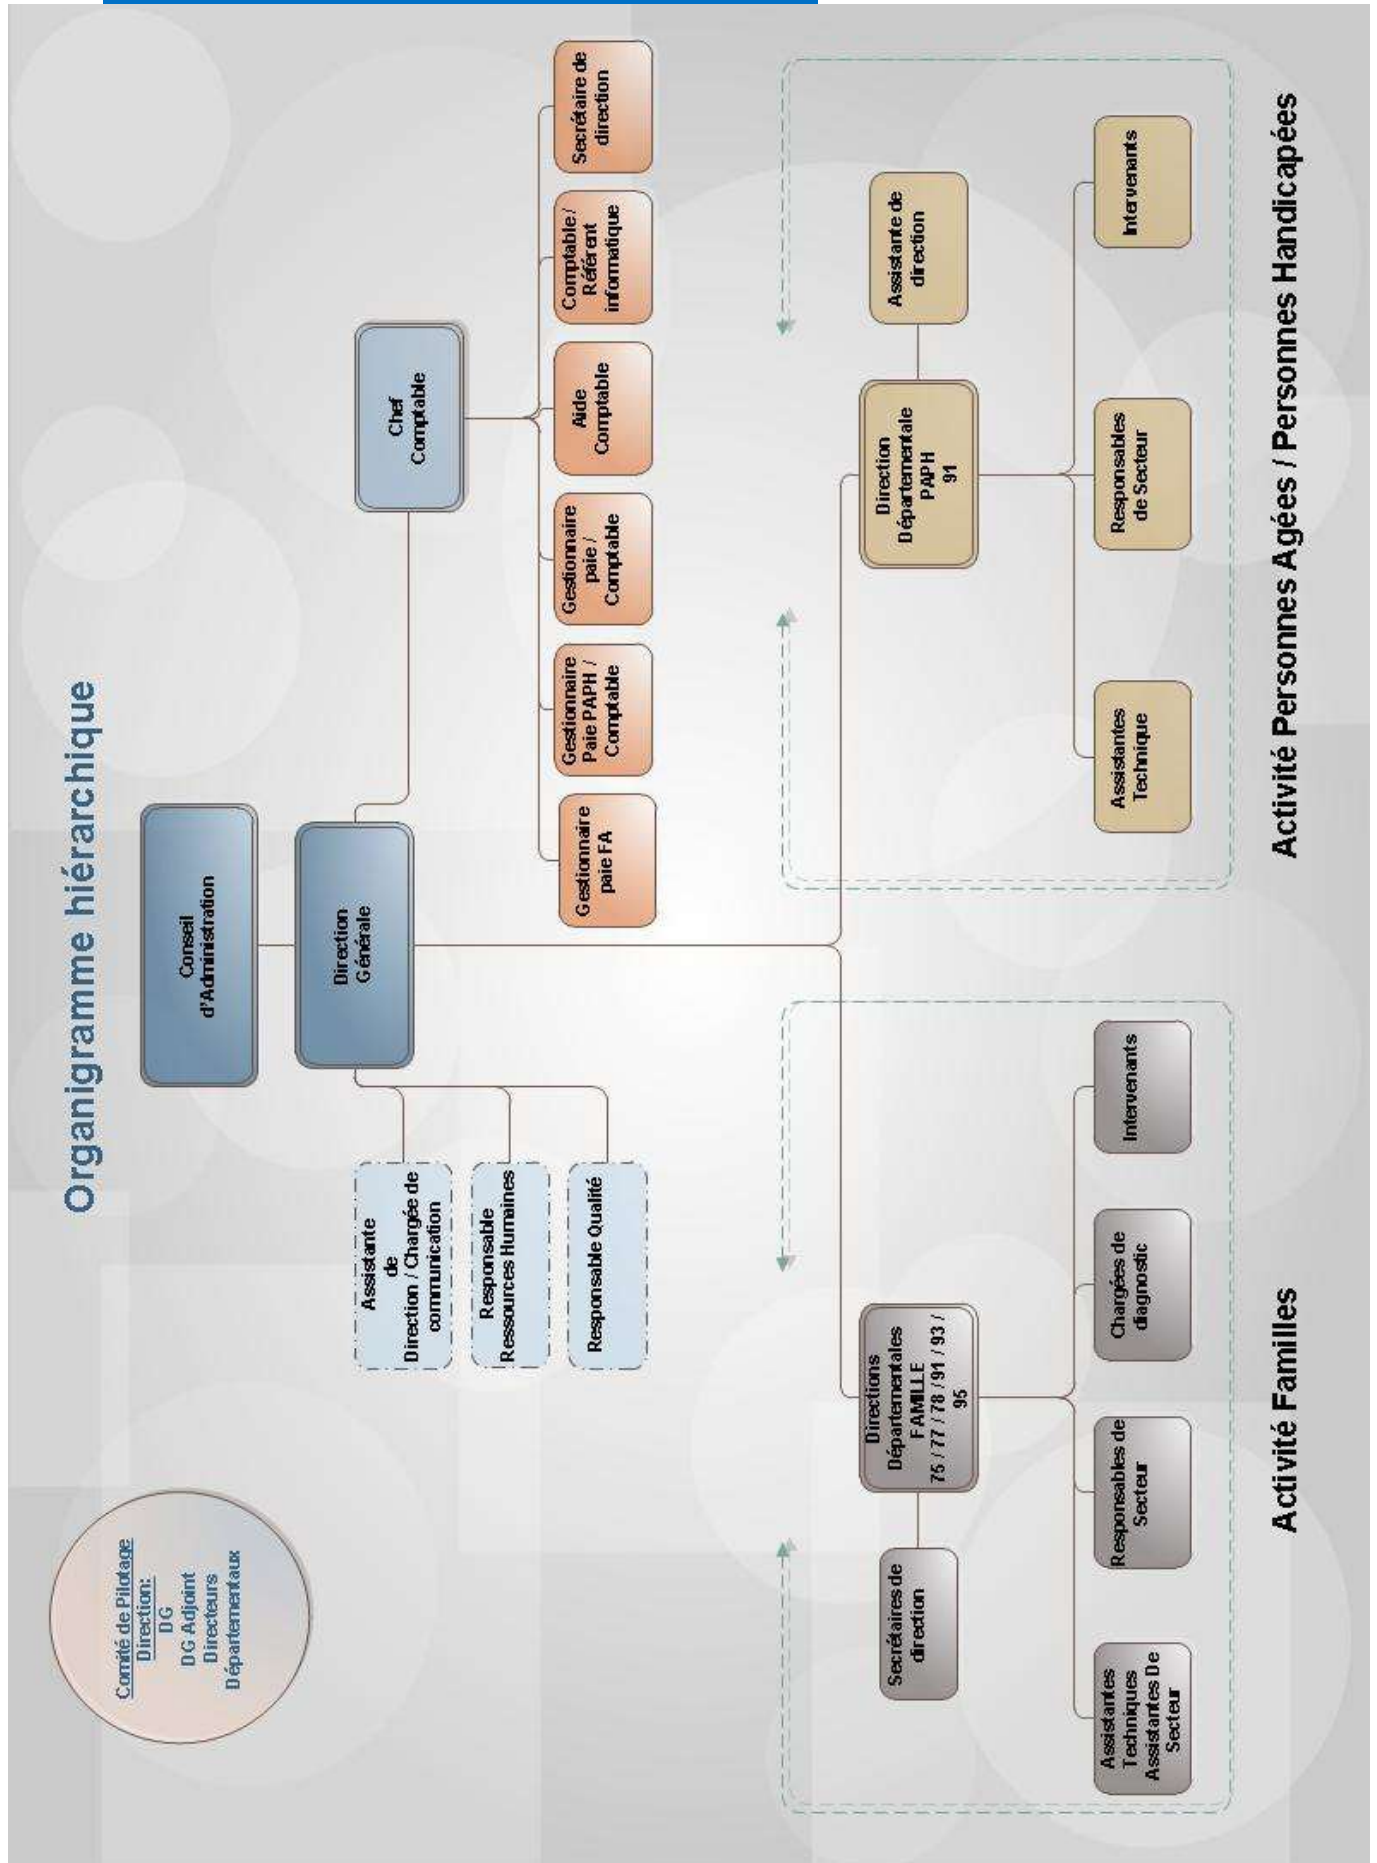 Organigramme hiérarchique
Comité de Pilotage
Direction:
DG
DG Adjoint
Directeurs
Départementaux
Conseil
d'Administration
Direction
Générale
Assistante
de
Direction / Chargée de
communication
Responsable
Ressources Humaines
Responsable Qualité
Chef
Comptable
Gestionnaire
paie FA
Gestionnaire
Paie PAPH /
Comptable
Gestionnaire
paie /
Comptable
Aide
Comptable
Comptable /
Référent
informatique
Secrétaire de
direction
Directions
Départementales
FAMILLE
75 / 77 / 78 / 91 / 93 /
95
Secrétaires de
direction
Assistantes
Techniques
Assistantes De
Secteur
Responsables de
Secteur
Chargées de
diagnostic
Intervenants
Activité Familles
Direction
Départementale
PAPH
91
Assistante de
direction
Assistantes
Technique
Responsables
de Secteur
Intervenants
Activité Personnes Agées / Personnes Handicapées